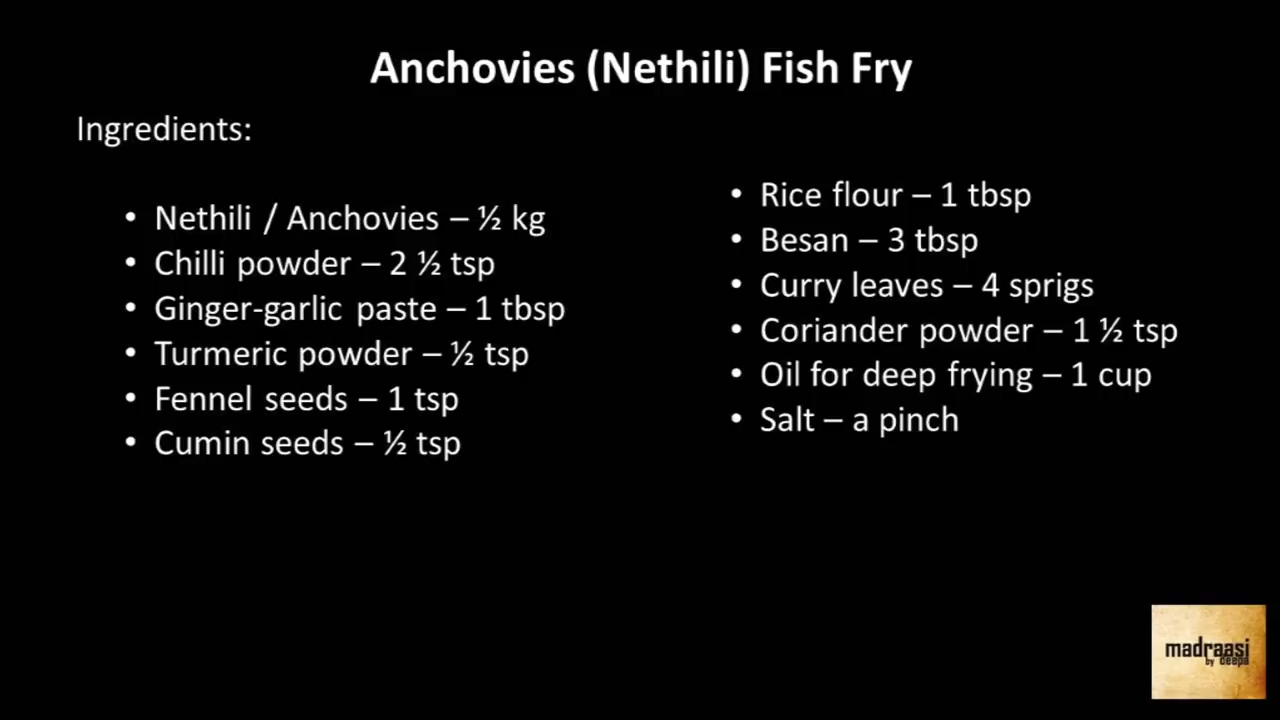 Anchovies (Nethili) Fish Fry
Ingredients:
• Nethili / Anchovies – ½ kg
• Chilli powder – 2 ½ tsp
• Ginger-garlic paste – 1 tbsp
• Turmeric powder – ½ tsp
• Fennel seeds – 1 tsp
• Cumin seeds – ½ tsp
• Rice flour – 1 tbsp
• Besan – 3 tbsp
• Curry leaves – 4 sprigs
• Coriander powder – 1 ½ tsp
• Oil for deep frying – 1 cup
• Salt – a pinch
madraasi
by deepa